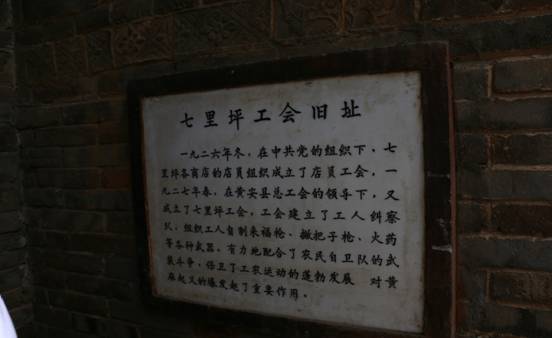 七里坪工会旧址
一九二六年冬，在中共党的组织下，七
里坪各商店的店员组织成立了店员工会，一
九二七年春，在黄安县总工会的领导下，又
成立了七里坪工会，工会建立了工人纠察
队，组织工人自制来福枪、撇把子枪、火药
等各种武器。有力地配合了农民自卫队的武
装斗争，保卫了工农运动的蓬勃发展 对黄
麻起义的爆发起了重要作用。